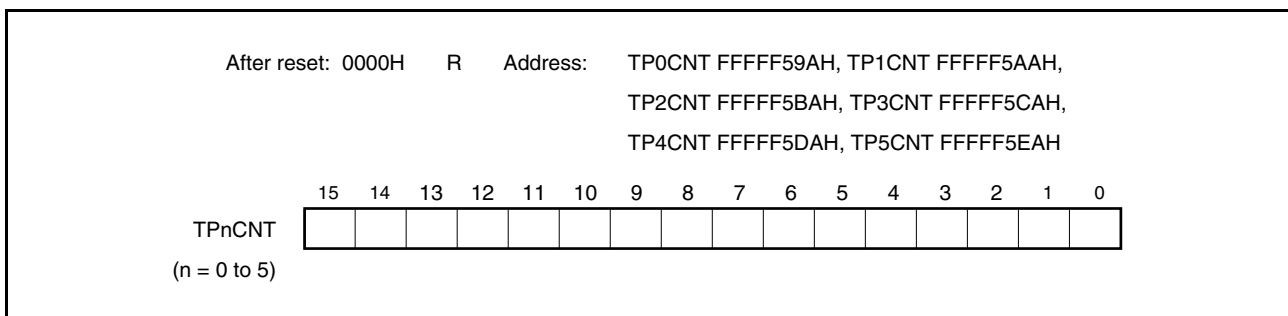 After reset: 0000H R Address: TP0CNT FFFFF59AH, TP1CNT FFFFF5AAH,
TP2CNT FFFFF5BAH, TP3CNT FFFFF5CAH,
TP4CNT FFFFF5DAH, TP5CNT FFFFF5EAH
15 14 13 12 11 10 9 8 7 6 5 4 3 2 1 0
TPnCNT
(n = 0 to 5)